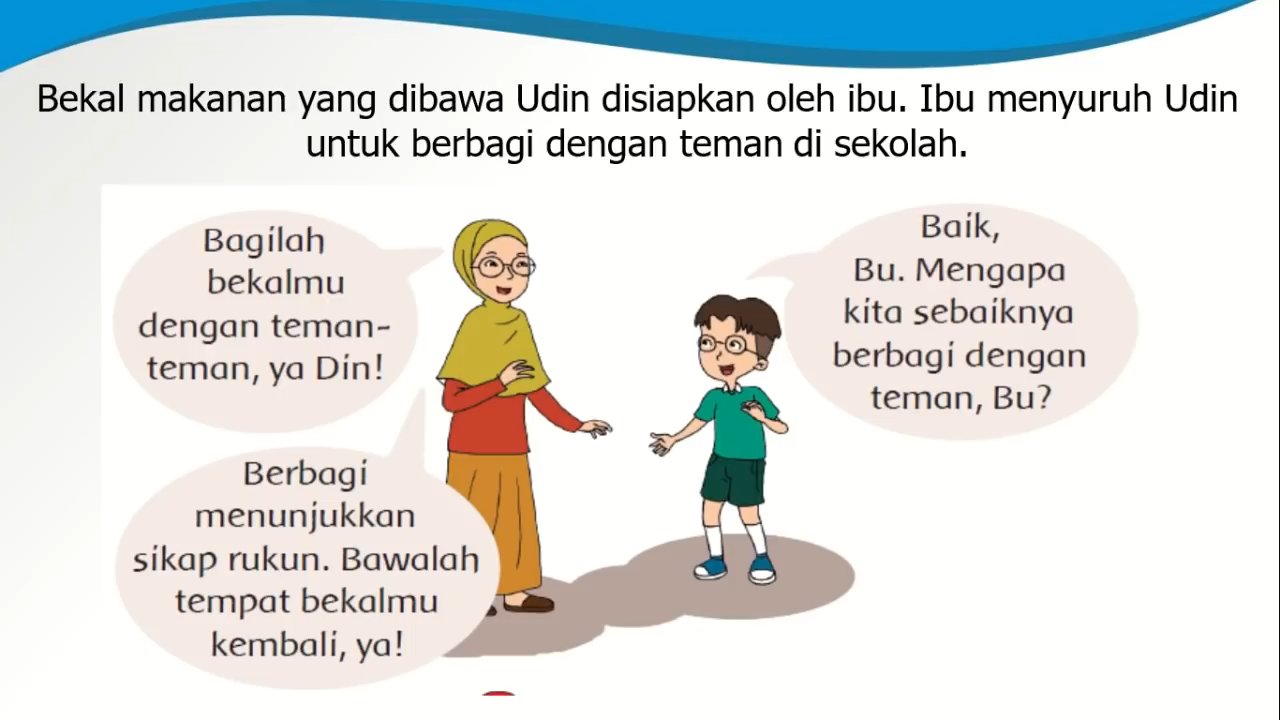 Bekal makanan yang dibawa Udin disiapkan oleh ibu. Ibu menyuruh Udin
untuk berbagi dengan teman di sekolah.
Bagilah
bekalmu
dengan teman-
teman, ya Din!
Baik,
Bu. Mengapa
kita sebaiknya
berbagi dengan
teman, Bu?
Berbagi
menunjukkan
sikap rukun. Bawalah
tempat bekalmu
kembali, ya!